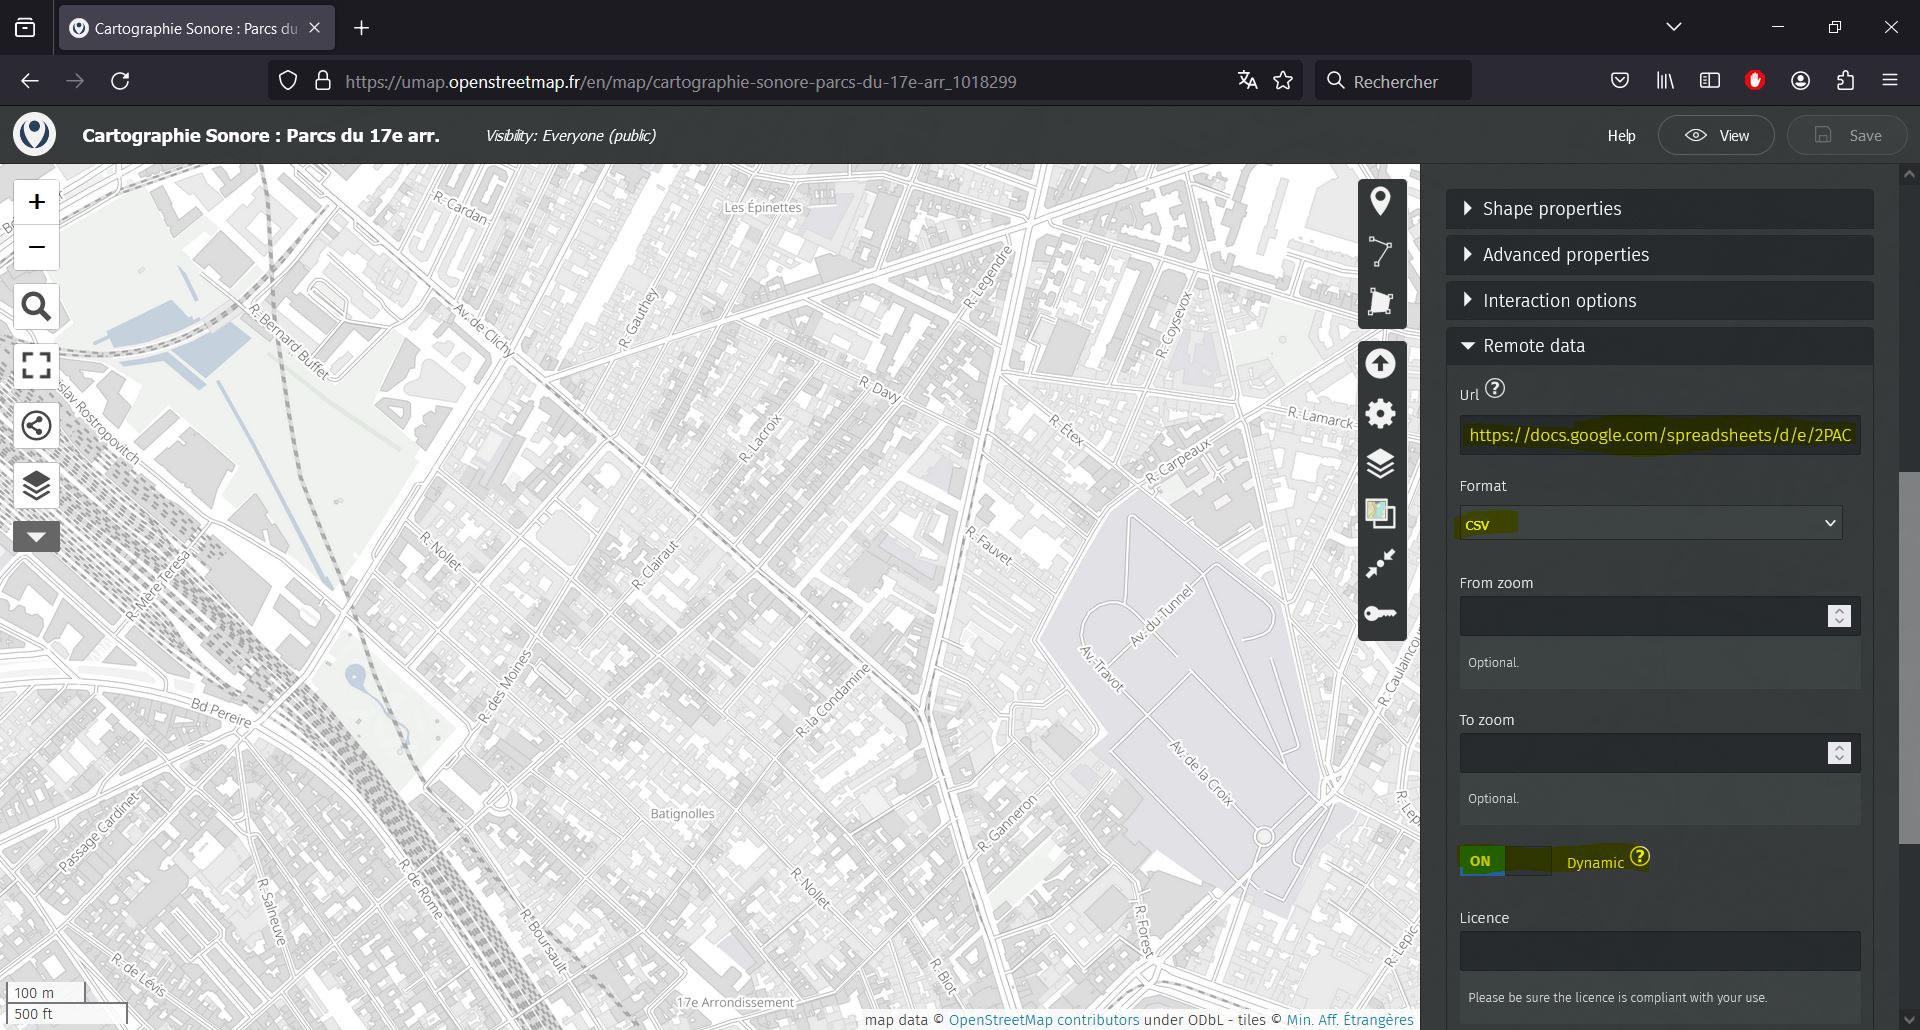 Cartographie Sonore : Parcs du
https://umap.openstreetmap.fr/en/map/cartographie-sonore-parcs-du-17e-arr_1018299
Rechercher
Cartographie Sonore : Parcs du 17e arr.
Visibility: Everyone (public)
Help
View
Save
+
−
R. Cardan
Les Épinettes
R. Legendre
R. Gauthey
R. Coysevox
R. Bernard Buffet
Av. de Clichy
R. Davy
R. Lamarck
R. Étex
R. Lacroix
R. Carpeaux
slav Rostropovitch
R. Nollet
R. Clairaut
R. Fauvet
R. Mère Teresa
Av. du Tunnel
Av. Travot
R. Caulaincou
R. des Moines
R. la Condamine
Bd Pereire
Av. de la Croix
R. Lep
Batignolles
R. Ganneron
Passage Cardinet
R. de Rome
R. Nollet
R. Salneuve
R. Boursault
R. Forest
R. Lepic
R. de Lévis
R. Biot
17e Arrondissement
100 m
500 ft
map data © OpenStreetMap contributors under ODbL - tiles © Min. Aff. Étrangères
Shape properties
Advanced properties
Interaction options
Remote data
Url ?
https://docs.google.com/spreadsheets/d/e/2PAC
Format
CSV
From zoom
Optional.
To zoom
Optional.
ON Dynamic ?
Licence
Please be sure the licence is compliant with your use.